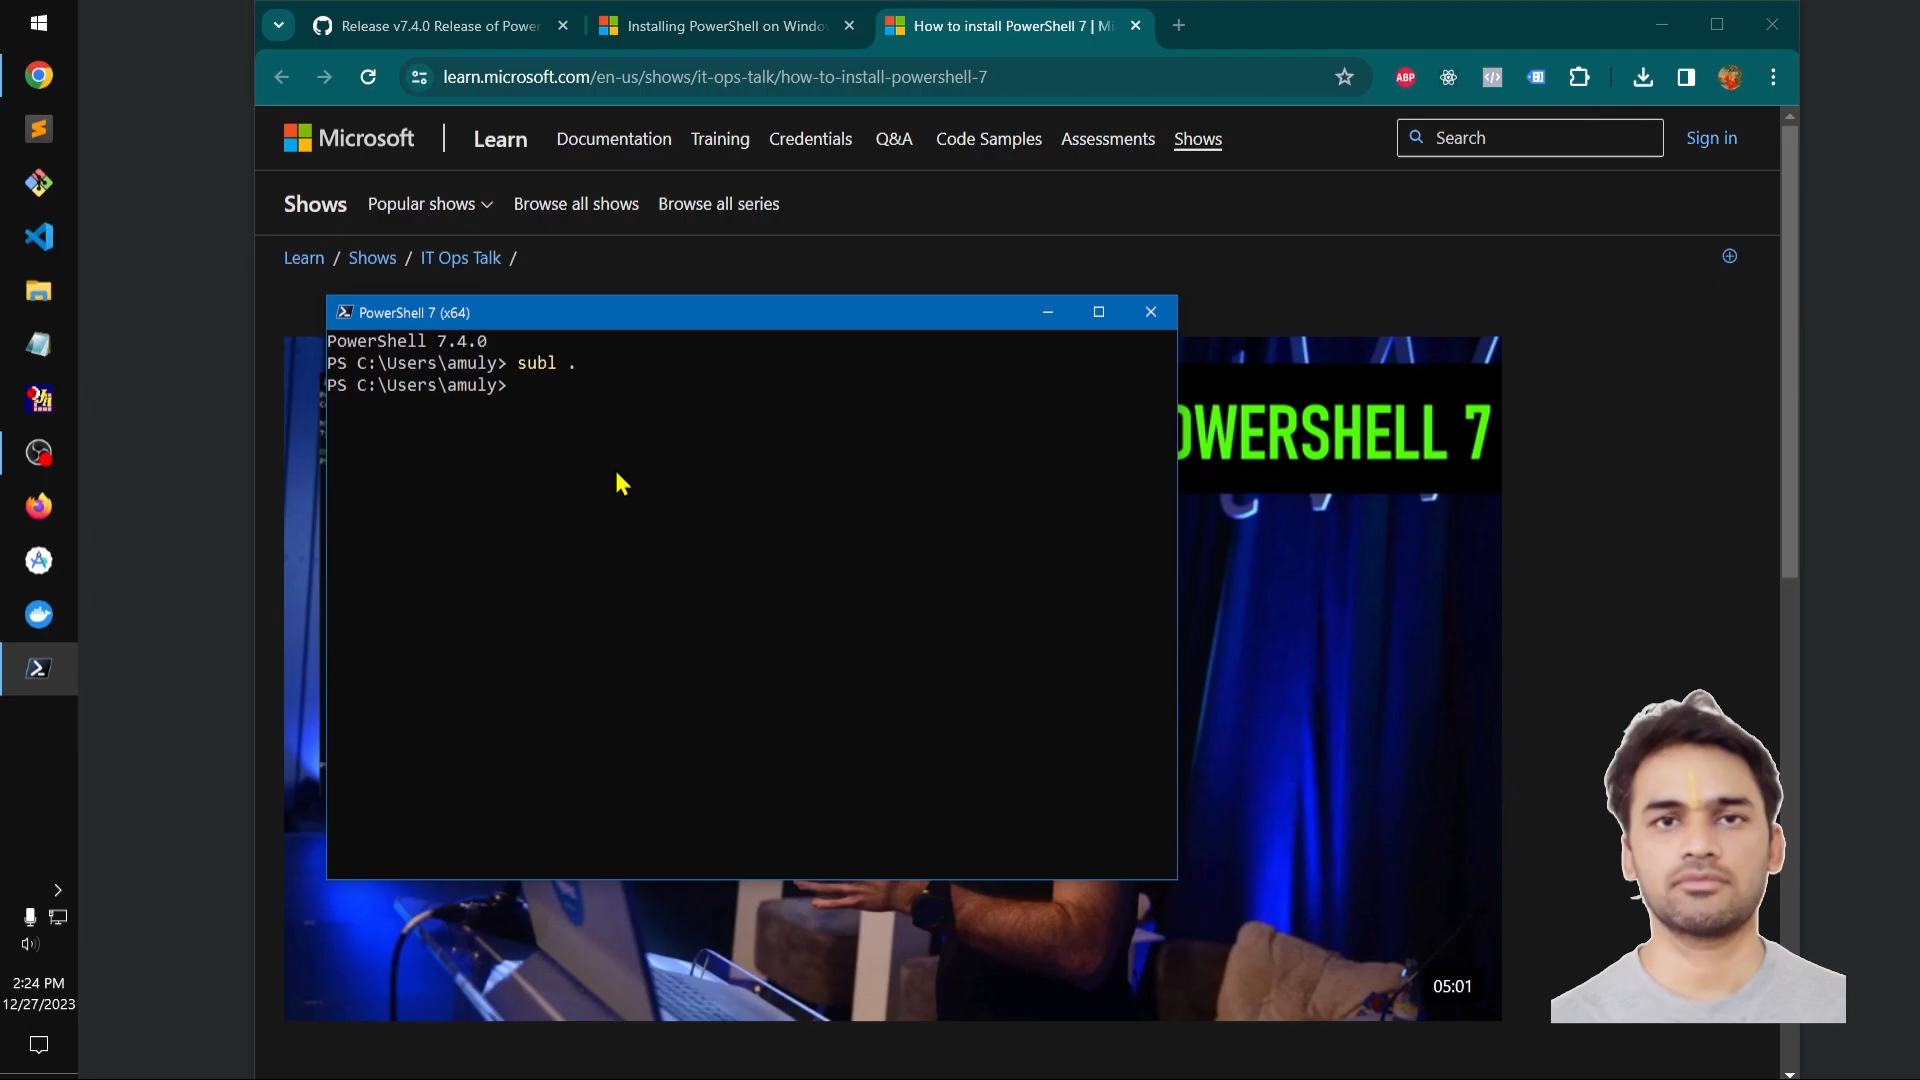 Release v7.4.0 Release of Power
Installing PowerShell on Windo
How to install PowerShell 7 | Mi
learn.microsoft.com/en-us/shows/it-ops-talk/how-to-install-powershell-7
ABP
Microsoft
Learn
Documentation
Training
Credentials
Q&A
Code Samples
Assessments
Shows
Search
Sign in
Shows
Popular shows
Browse all shows
Browse all series
Learn / Shows / IT Ops Talk /
PowerShell 7 (x64)
PowerShell 7.4.0
PS C:\Users\amuly> subl .
PS C:\Users\amuly>
OWERSHELL 7
05:01
2:24 PM
12/27/2023